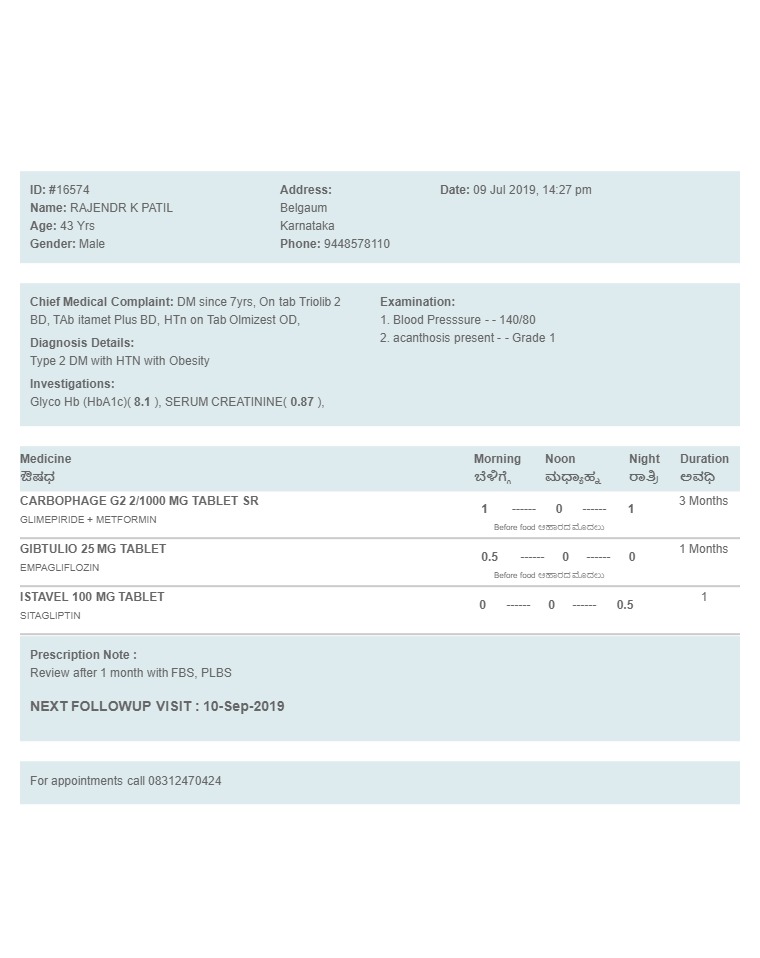 ID: #16574
Name: RAJENDR K PATIL
Age: 43 Yrs
Gender: Male
Address:
Belgaum
Karnataka
Phone: 9448578110
Date: 09 Jul 2019, 14:27 pm
Chief Medical Complaint: DM since 7yrs, On tab Triolib 2
BD, TAb itamet Plus BD, HTn on Tab Olmizest OD,
Diagnosis Details:
Type 2 DM with HTN with Obesity
Investigations:
Glyco Hb (HbA1c)( 8.1 ), SERUM CREATININE( 0.87 ),
Examination:
1. Blood Presssure - - 140/80
2. acanthosis present - - Grade 1
Medicine Morning Noon Night Duration
ಔಷಧ ಬೆಳಿಗ್ಗೆ ಮಧ್ಯಾಹ್ನ ರಾತ್ರಿ ಅವಧಿ
CARBOPHAGE G2 2/1000 MG TABLET SR 1 ------ 0 ------ 1 3 Months
GLIMEPIRIDE + METFORMIN Before food ಆಹಾರದ ಮೊದಲು
GIBTULIO 25 MG TABLET 0.5 ------ 0 ------ 0 1 Months
EMPAGLIFLOZIN Before food ಆಹಾರದ ಮೊದಲು
ISTAVEL 100 MG TABLET 0 ------ 0 ------ 0.5 1
SITAGLIPTIN
Prescription Note :
Review after 1 month with FBS, PLBS
NEXT FOLLOWUP VISIT : 10-Sep-2019
For appointments call 08312470424